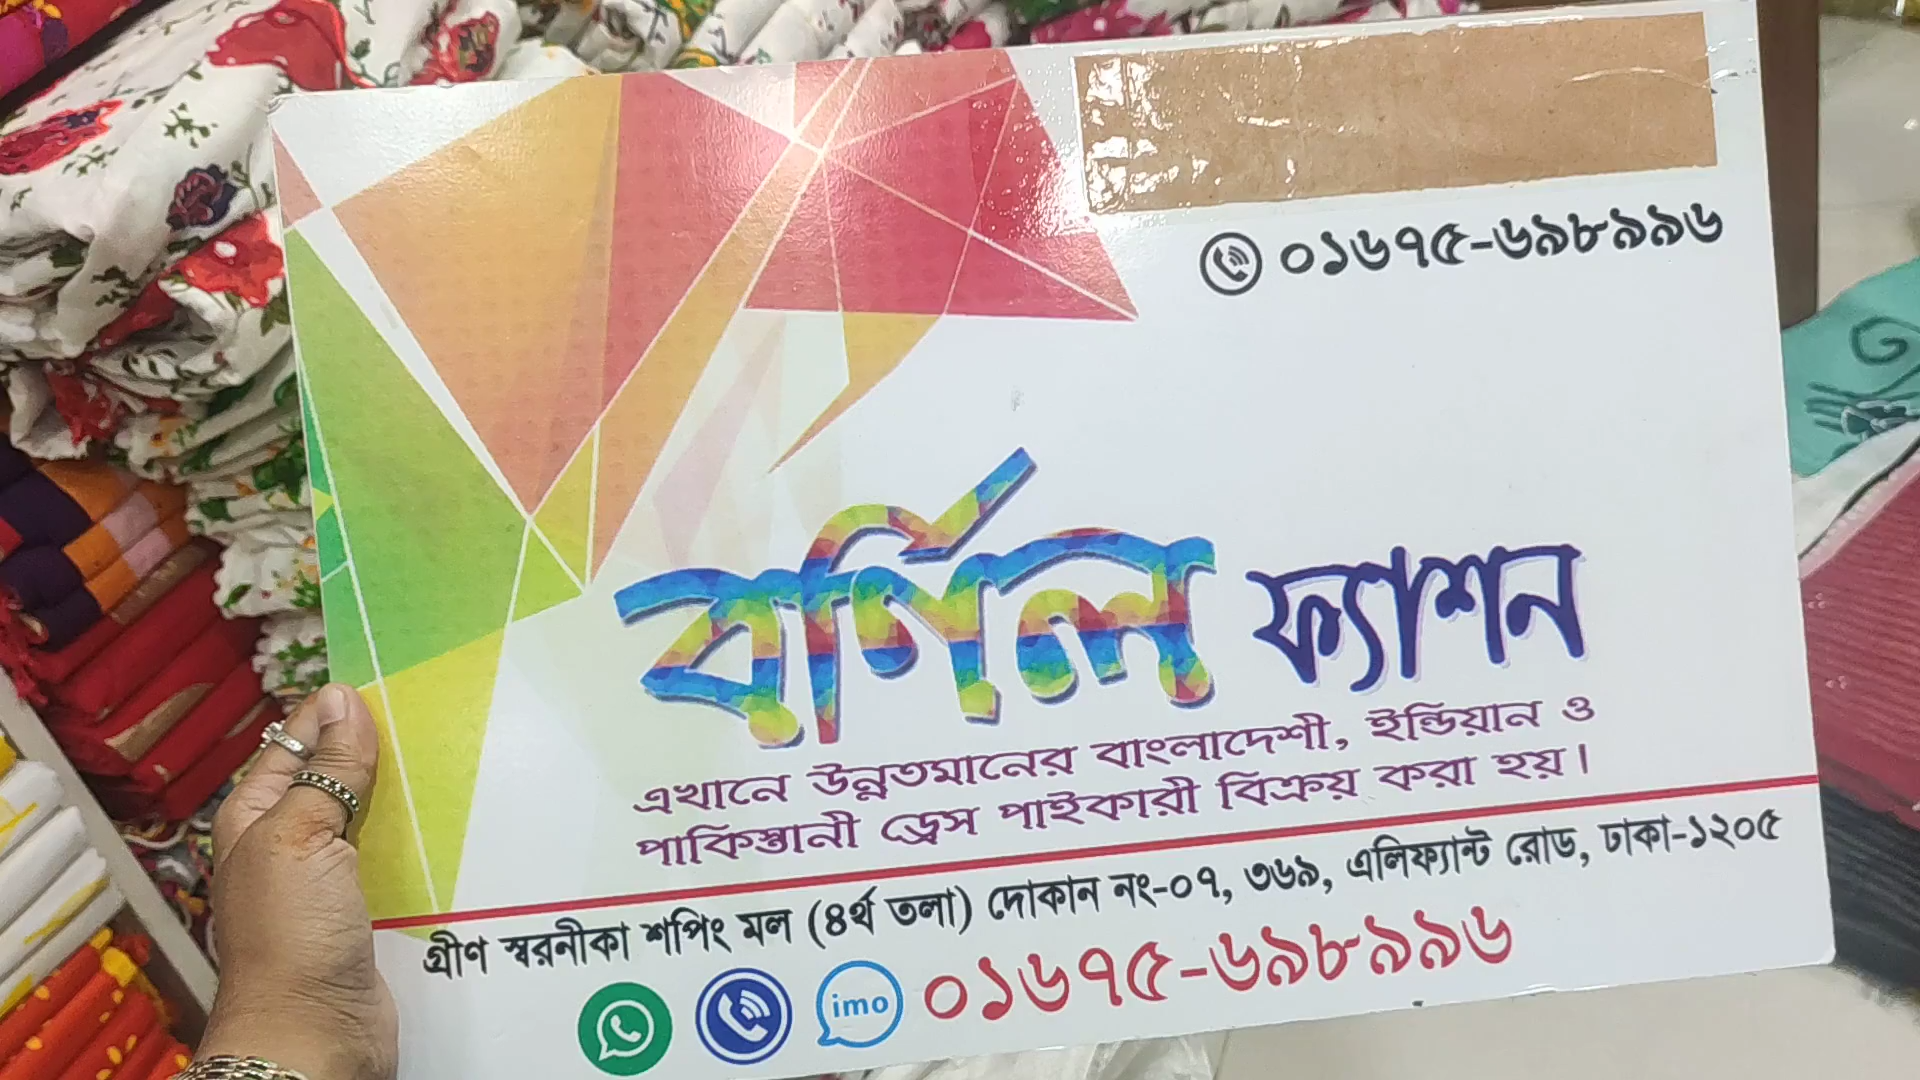 ০১৬৭৫-৬৯৮৯৯৬
বর্ণিল ফ্যাশন
এখানে উন্নতমানের বাংলাদেশী, ইন্ডিয়ান ও
পাকিস্তানী ড্রেস পাইকারী বিক্রয় করা হয়।
গ্রীণ স্বরনীকা শপিং মল (৪র্থ তলা) দোকান নং-০৭, ৩৬৯, এলিফ্যান্ট রোড, ঢাকা-১২০৫
imo ০১৬৭৫-৬৯৮৯৯৬